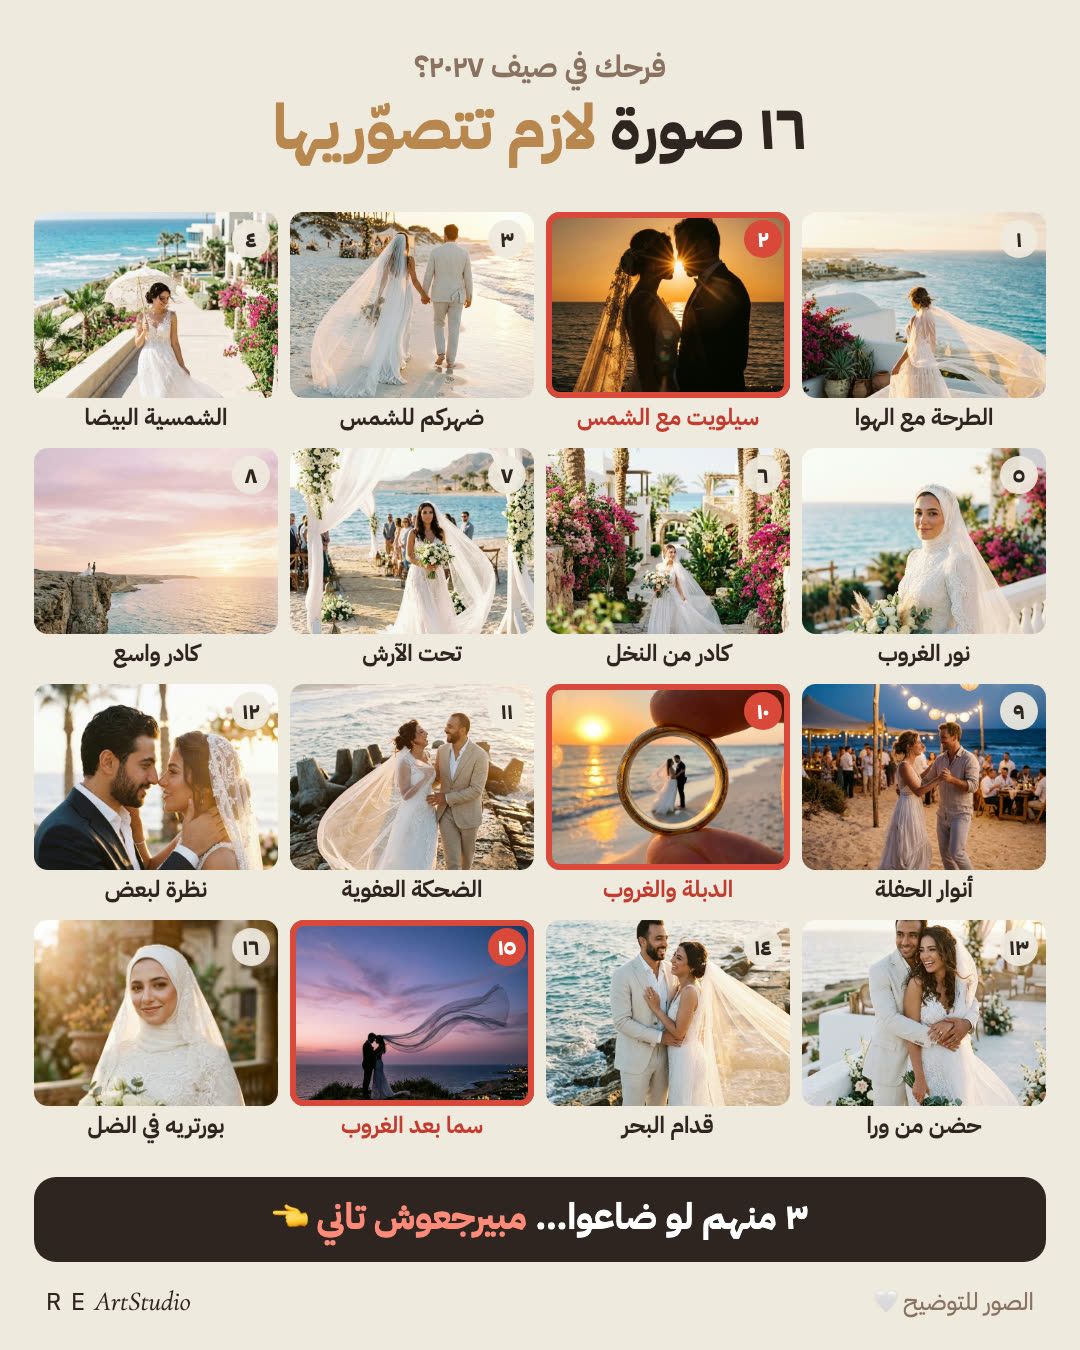 فرحك في صيف ٢٠٢٧؟
١٦ صورة لازم تتصوّريها
١
الطرحة مع الهوا
٢
سيلويت مع الشمس
٣
ضهركم للشمس
٤
الشمسية البيضا
٥
نور الغروب
٦
كادر من النخل
٧
تحت الآرش
٨
كادر واسع
٩
أنوار الحفلة
١٠
الدبلة والغروب
١١
الضحكة العفوية
١٢
نظرة لبعض
١٣
حضن من ورا
١٤
قدام البحر
١٥
سما بعد الغروب
١٦
بورتريه في الضل
٣ منهم لو ضاعوا... مبيرجعوش تاني 👈
الصور للتوضيح 🤍
R E ArtStudio